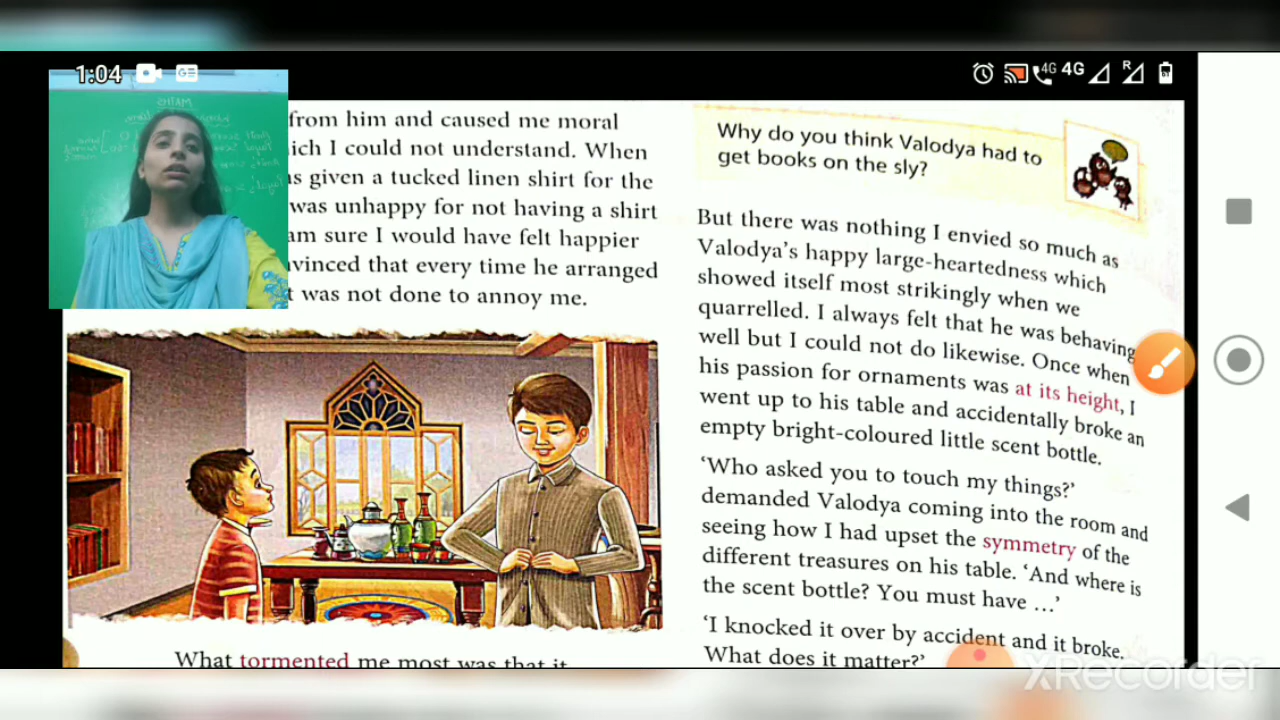 1:04
4G 4G R
from him and caused me moral
ich I could not understand. When
s given a tucked linen shirt for the
was unhappy for not having a shirt
am sure I would have felt happier
vinced that every time he arranged
t was not done to annoy me.
What tormented me most was that it
Why do you think Valodya had to
get books on the sly?
But there was nothing I envied so much as
Valodya's happy large-heartedness which
showed itself most strikingly when we
quarrelled. I always felt that he was behaving
well but I could not do likewise. Once when
his passion for ornaments was at its height, I
went up to his table and accidentally broke an
empty bright-coloured little scent bottle.
‘Who asked you to touch my things?’
demanded Valodya coming into the room and
seeing how I had upset the symmetry of the
different treasures on his table. ‘And where is
the scent bottle? You must have ...’
‘I knocked it over by accident and it broke.
What does it matter?’
XRecorder